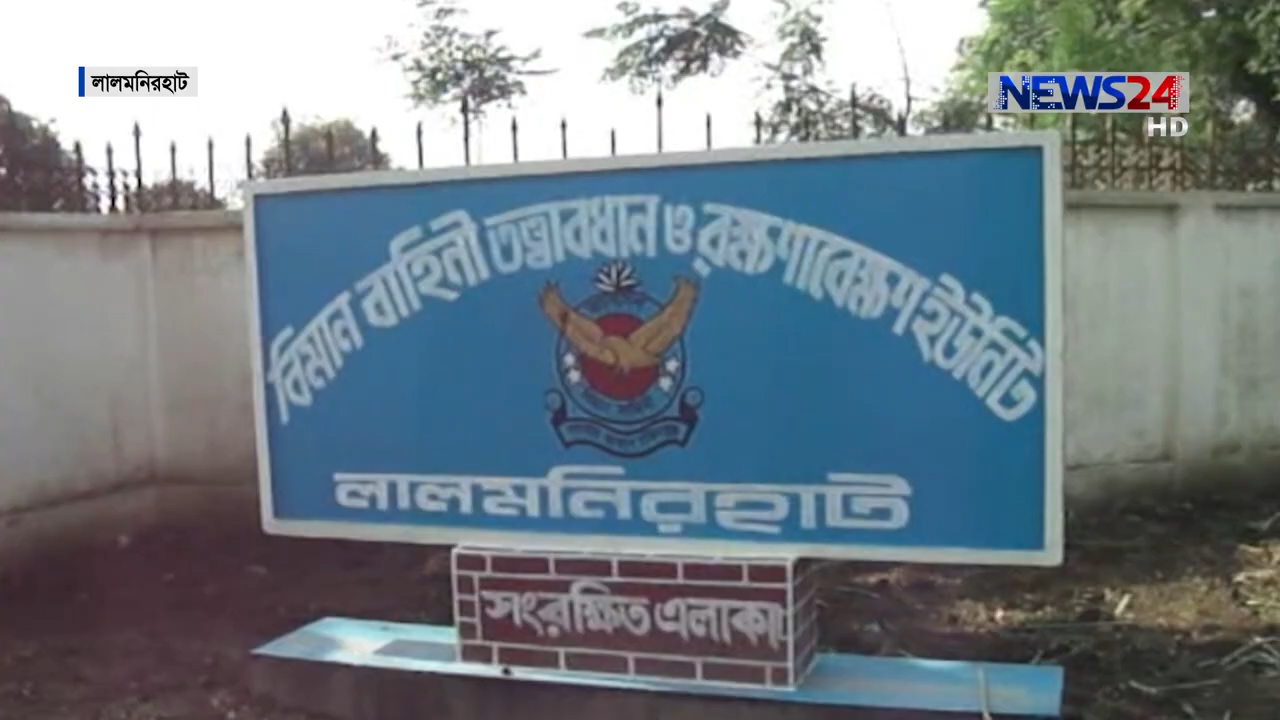 লালমনিরহাট
NEWS24
HD
বিমান বাহিনী তত্ত্বাবধান ও রক্ষণাবেক্ষণ ইউনিট
লালমনিরহাট
সংরক্ষিত এলাকা